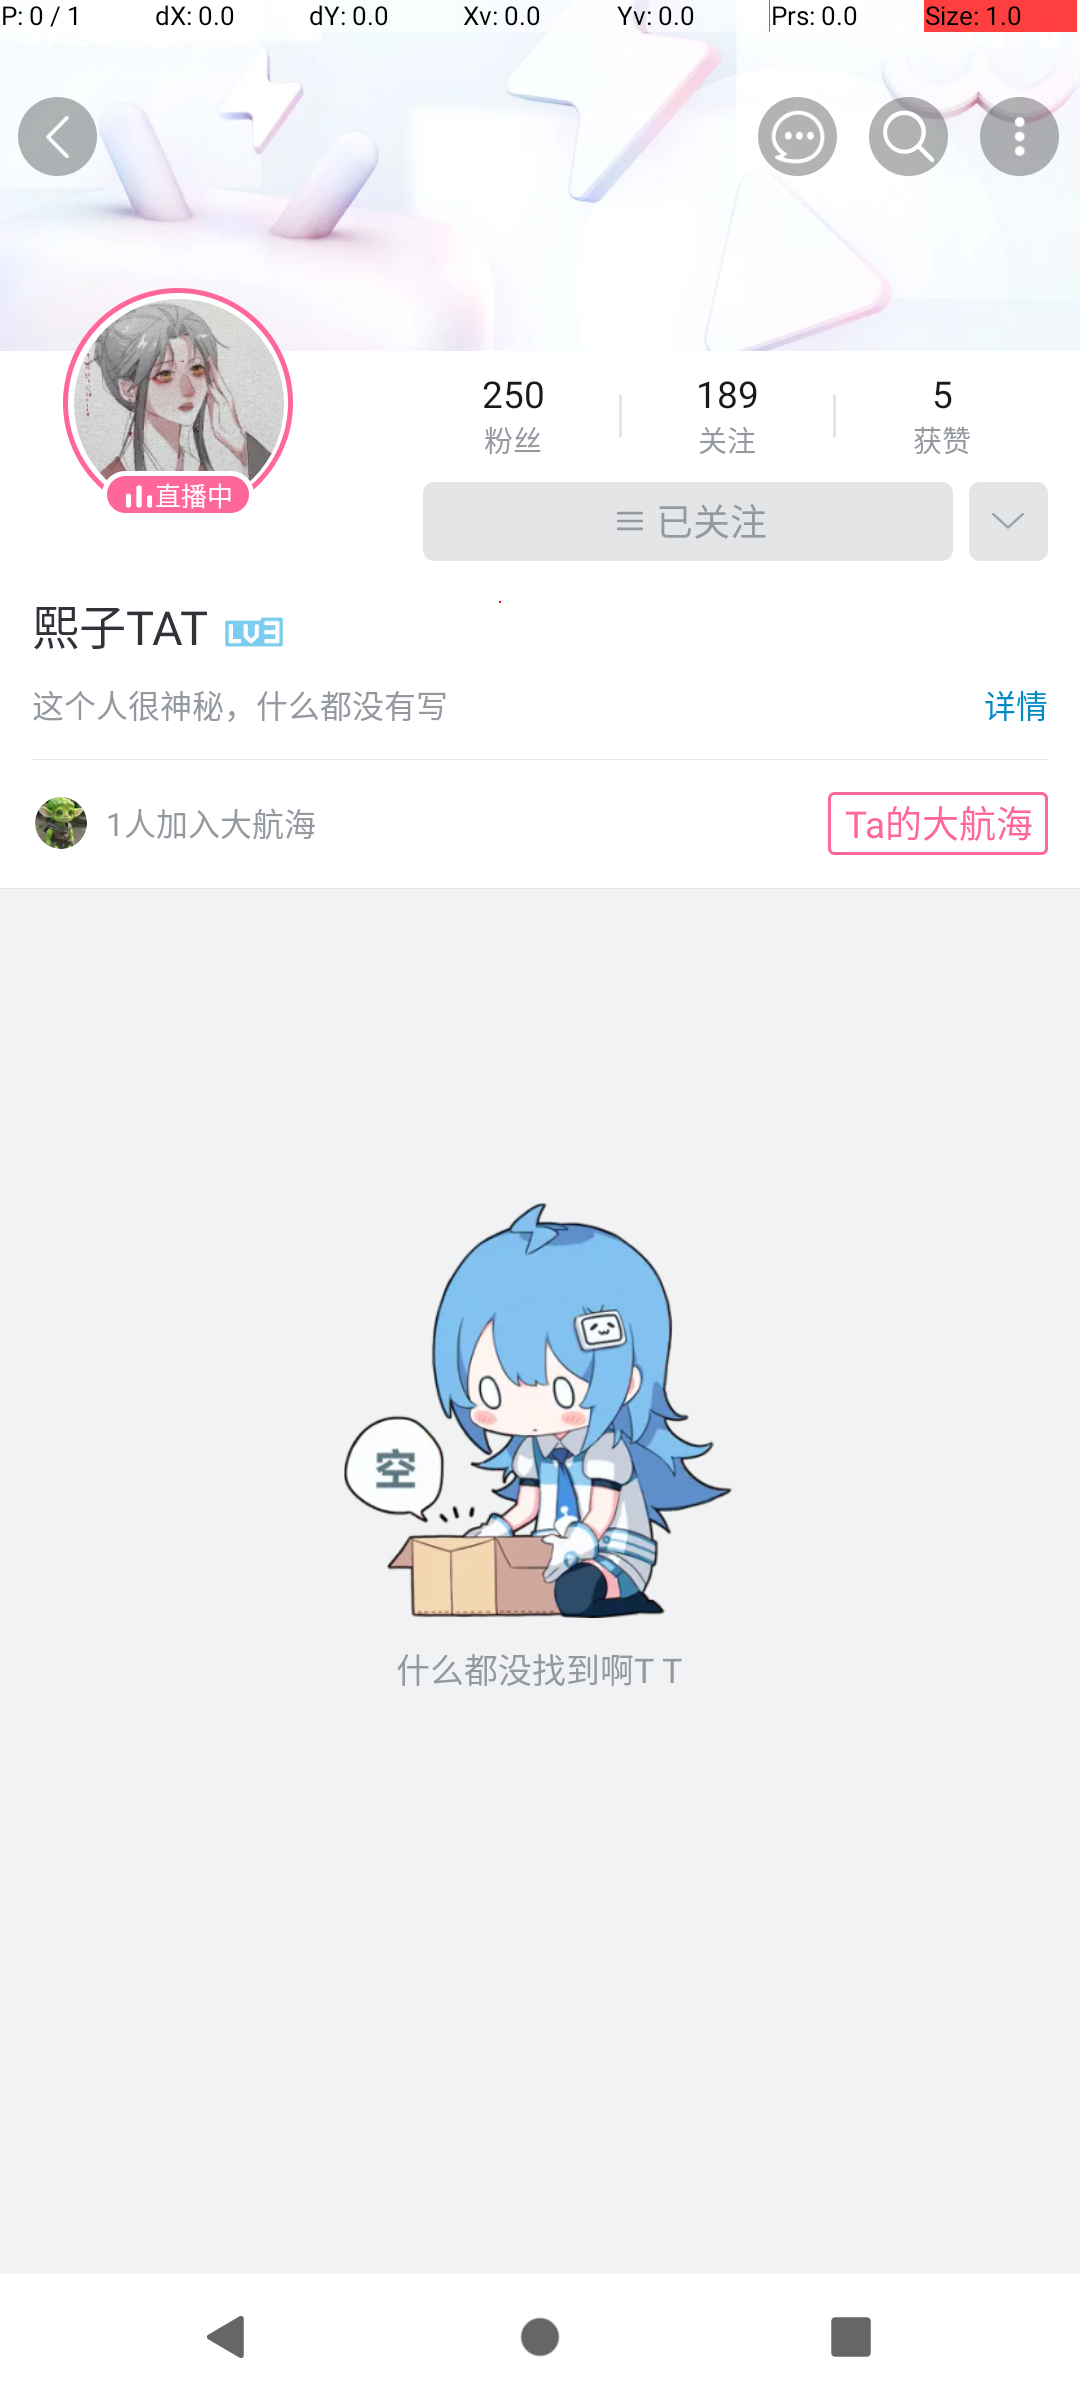 P: 0 / 1 dX: 0.0 dY: 0.0 Xv: 0.0 Yv: 0.0 Prs: 0.0 Size: 1.0
250 189 5
粉丝 关注 获赞
直播中
已关注
熙子TAT LV3
这个人很神秘，什么都没有写 详情
1人加入大航海 Ta的大航海
空
什么都没找到啊T T